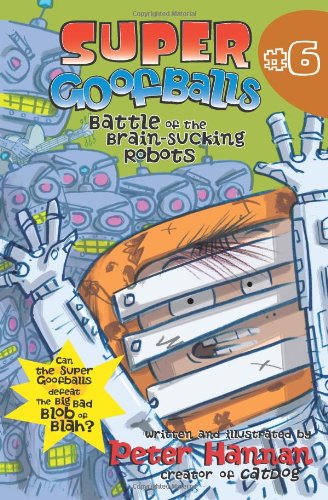 SUPER
GOOFBALLS
#6
Battle of the
Brain-Sucking
Robots
Can
the Super
Goofballs
defeat
The Big Bad
Blob of
Blah?
written and illustrated by
Peter Hannan
creator of CatDog